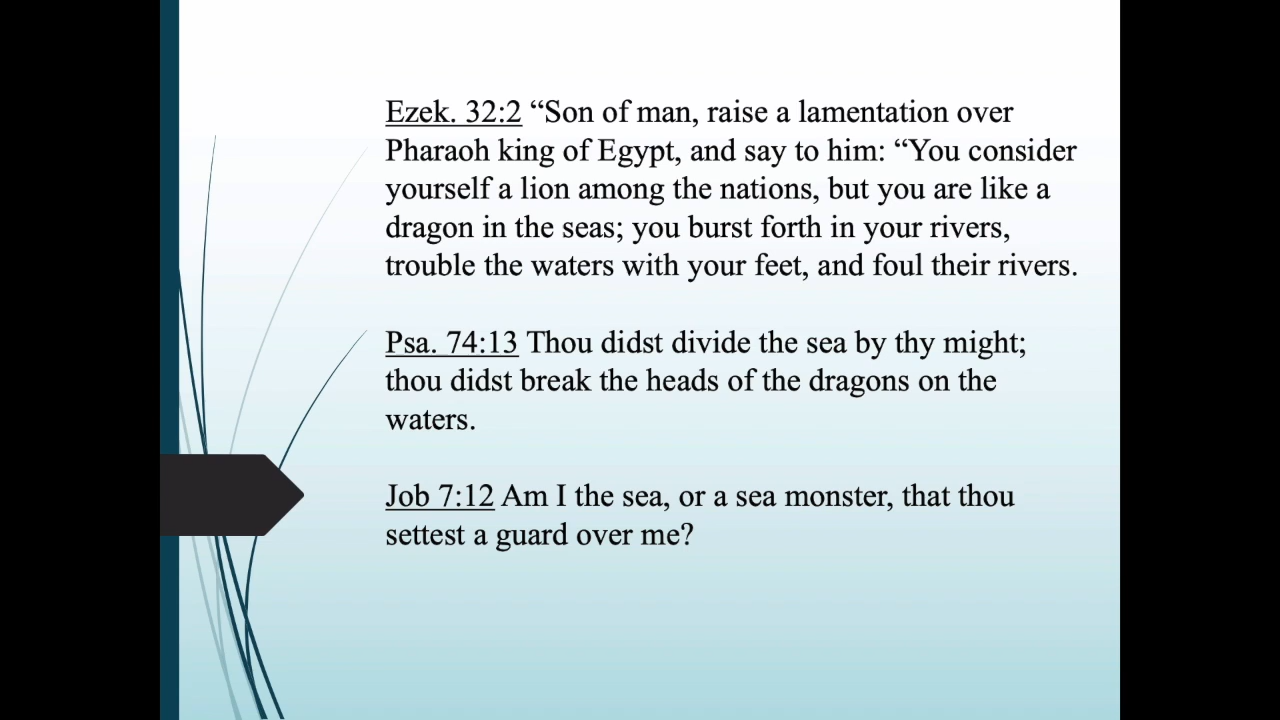 Ezek. 32:2 “Son of man, raise a lamentation over
Pharaoh king of Egypt, and say to him: “You consider
yourself a lion among the nations, but you are like a
dragon in the seas; you burst forth in your rivers,
trouble the waters with your feet, and foul their rivers.
Psa. 74:13 Thou didst divide the sea by thy might;
thou didst break the heads of the dragons on the
waters.
Job 7:12 Am I the sea, or a sea monster, that thou
settest a guard over me?